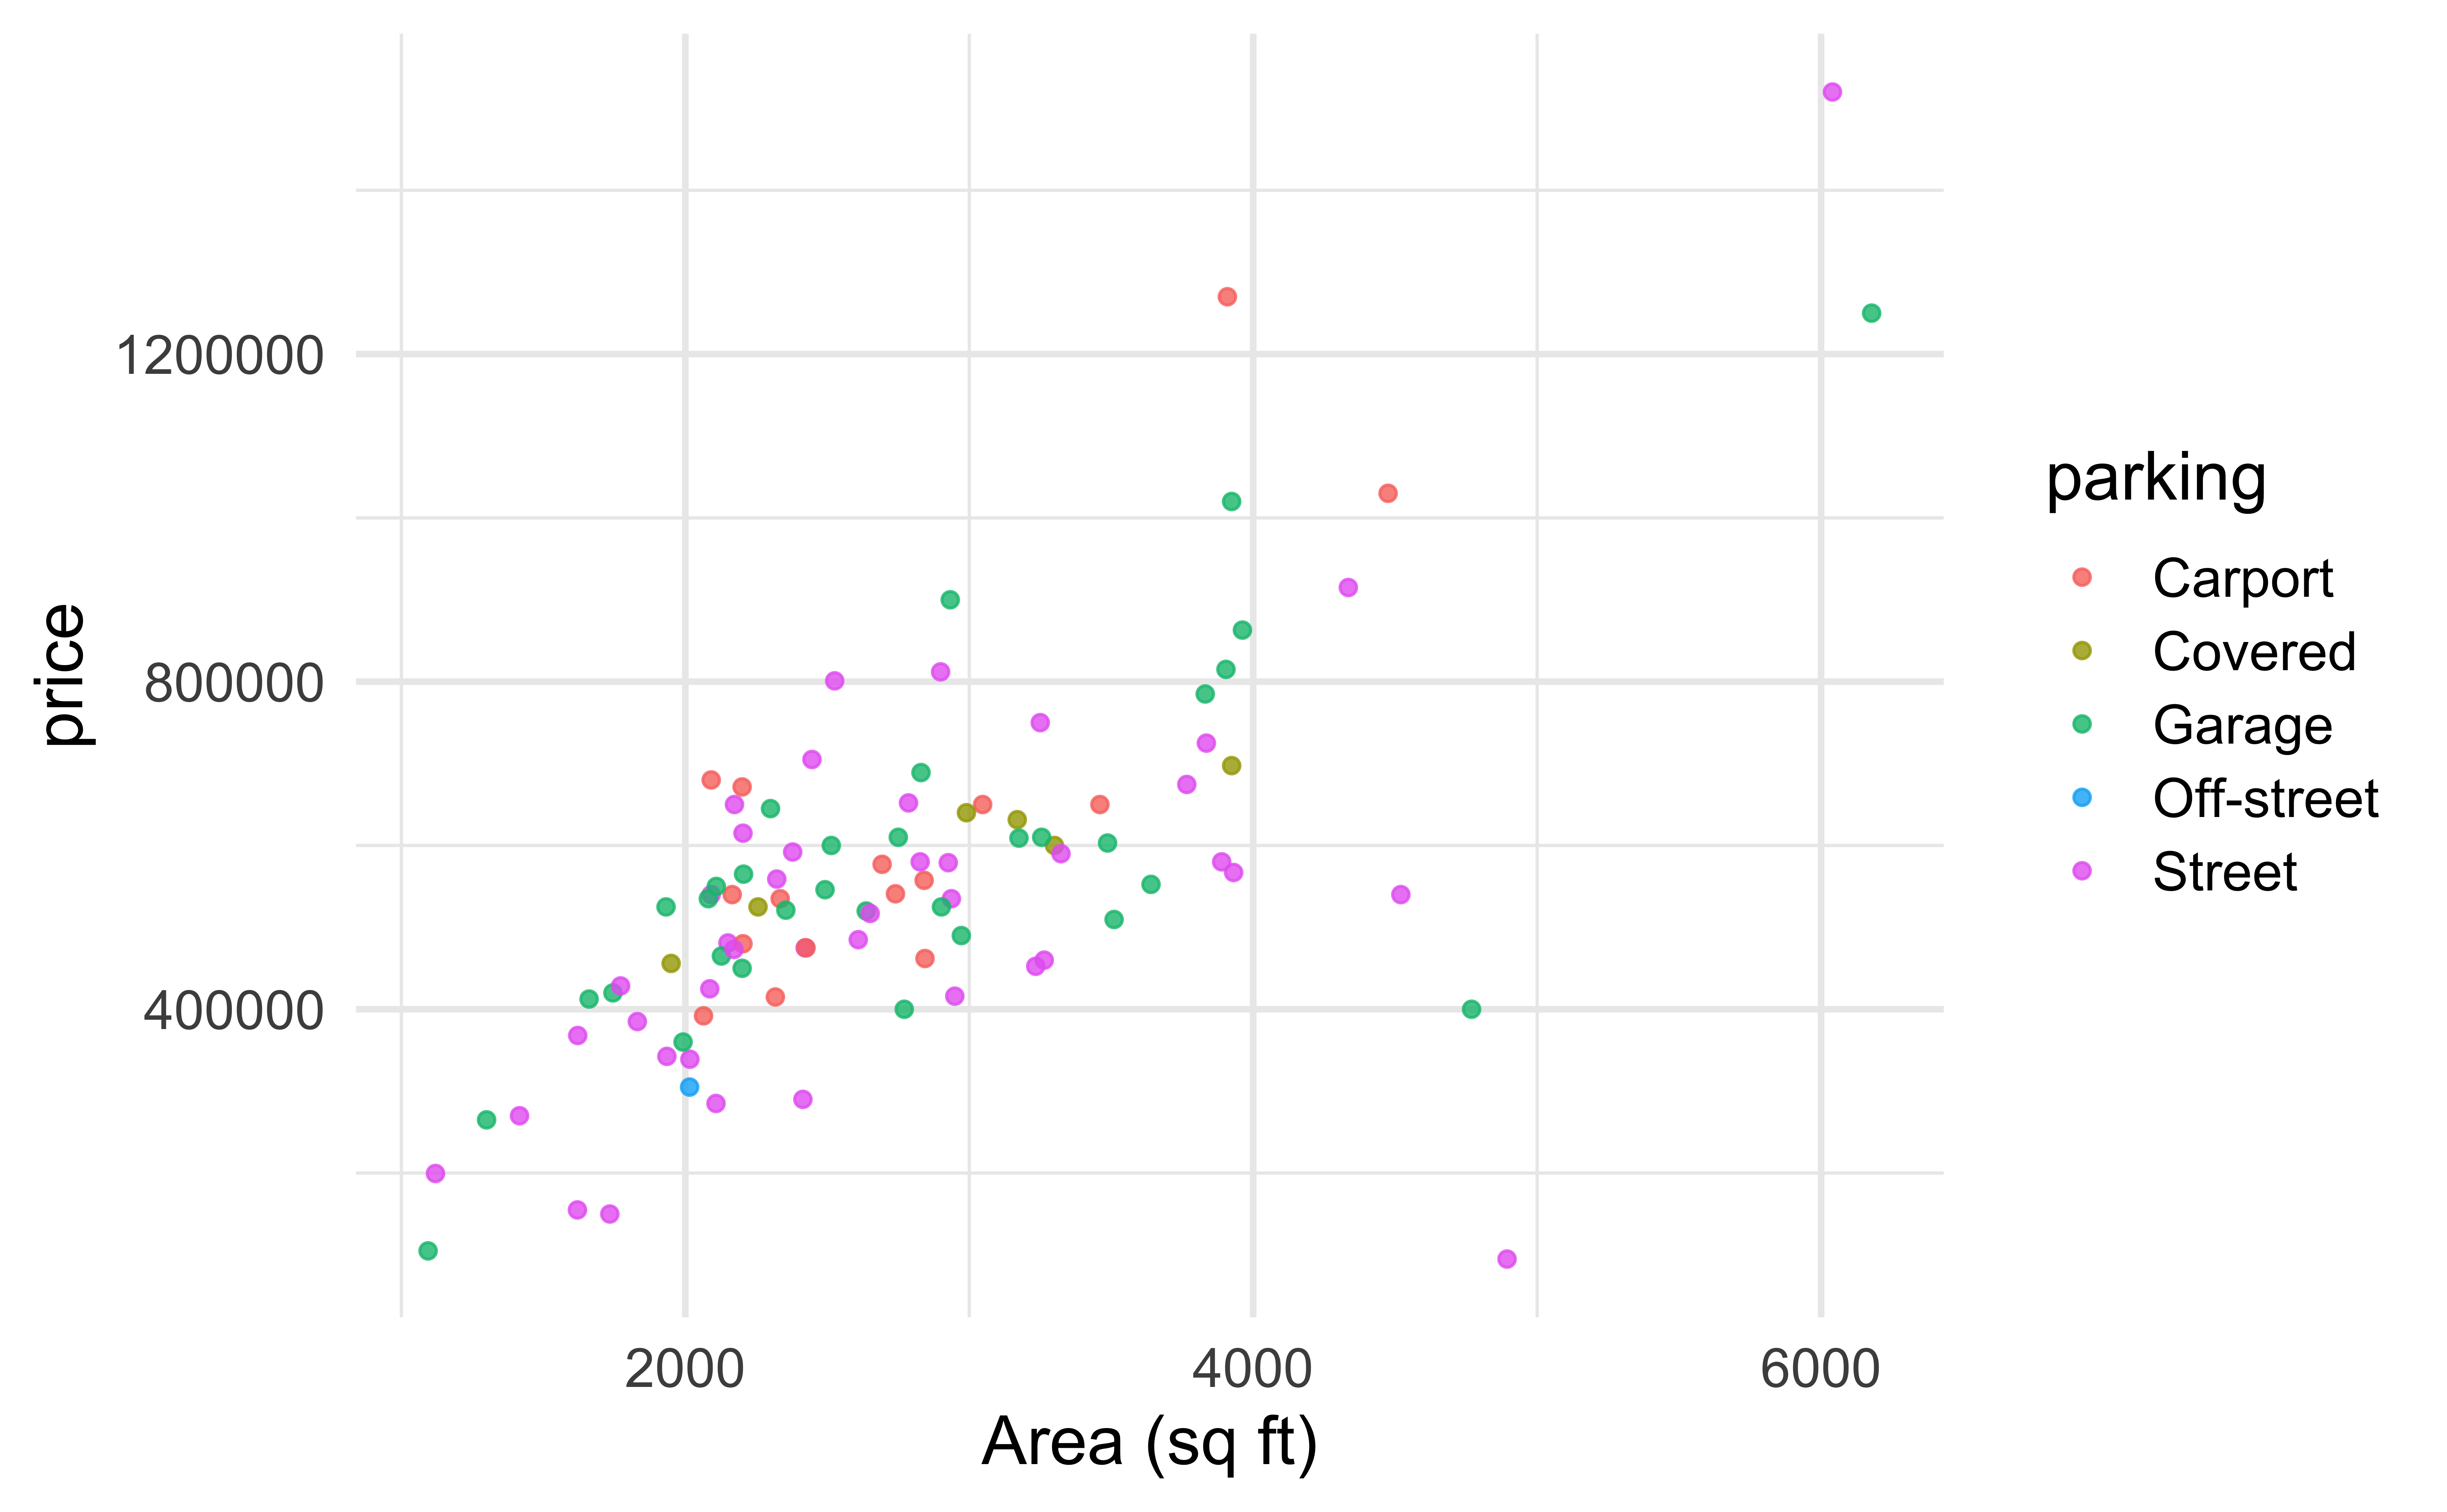 1200000
800000
400000
price
2000
4000
6000
Area (sq ft)
parking
Carport
Covered
Garage
Off-street
Street